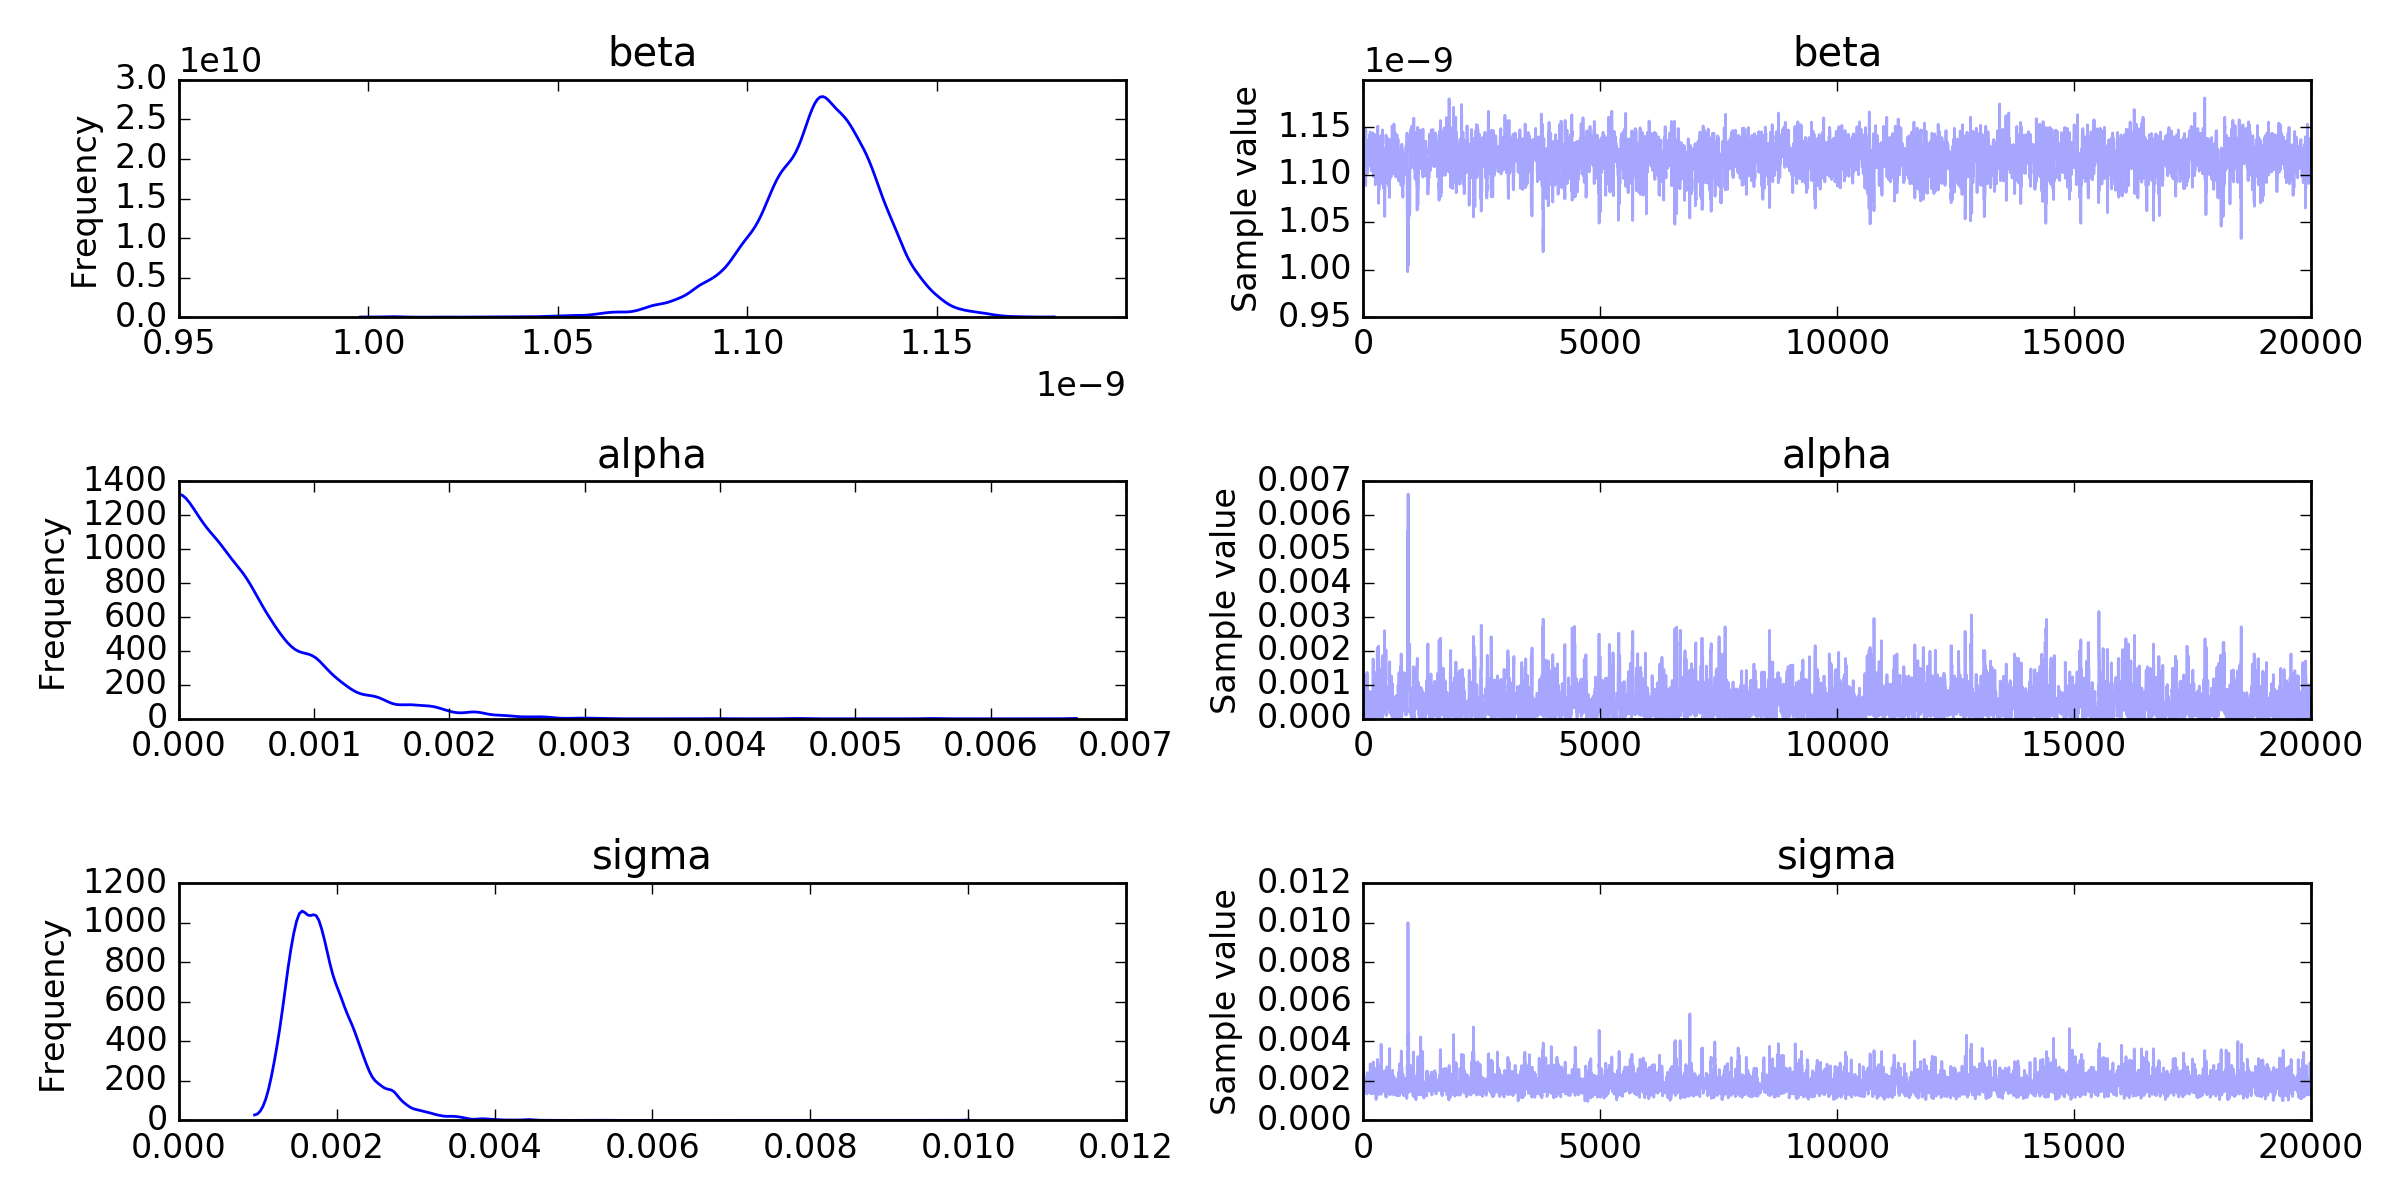 beta
1e10
Frequency
3.0
2.5
2.0
1.5
1.0
0.5
0.0
0.95 1.00 1.05 1.10 1.15
1e−9
beta
1e−9
Sample value
1.15
1.10
1.05
1.00
0.95
0 5000 10000 15000 20000
alpha
Frequency
1400
1200
1000
800
600
400
200
0
0.000 0.001 0.002 0.003 0.004 0.005 0.006 0.007
alpha
Sample value
0.007
0.006
0.005
0.004
0.003
0.002
0.001
0.000
0 5000 10000 15000 20000
sigma
Frequency
1200
1000
800
600
400
200
0
0.000 0.002 0.004 0.006 0.008 0.010 0.012
sigma
Sample value
0.012
0.010
0.008
0.006
0.004
0.002
0.000
0 5000 10000 15000 20000